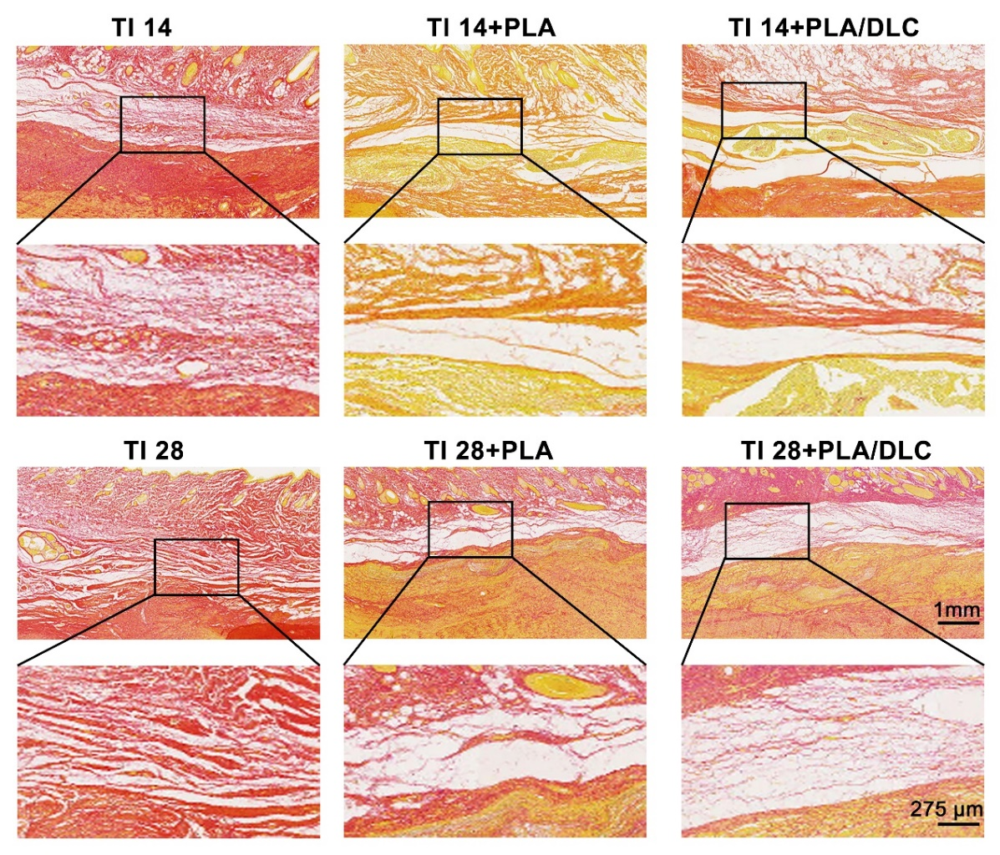 TI 14
TI 14+PLA
TI 14+PLA/DLC
TI 28
TI 28+PLA
TI 28+PLA/DLC
1mm
275 µm